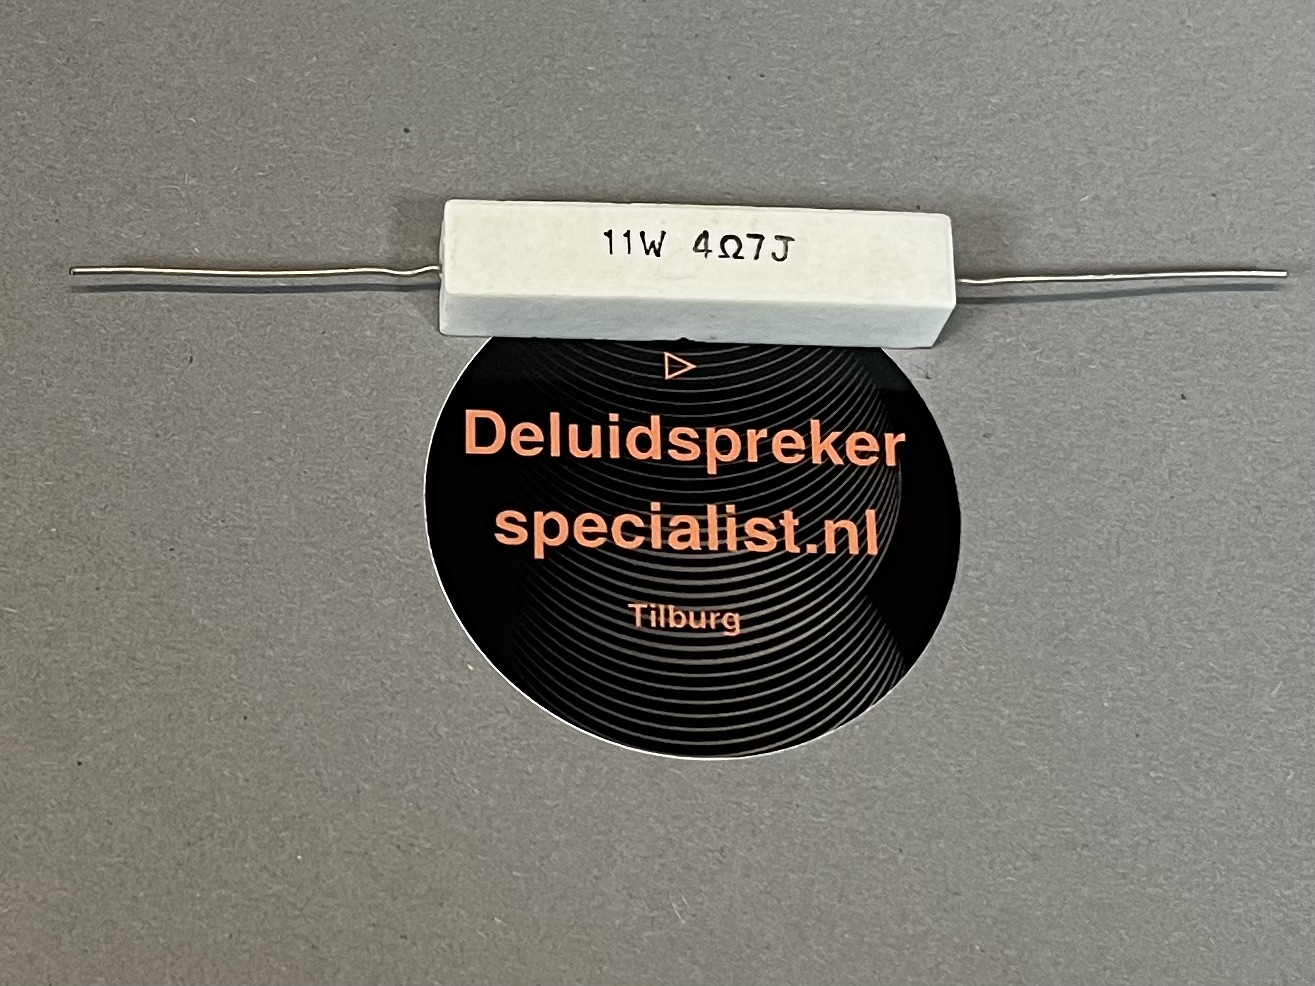 11W 4Ω7J
Deluidspreker
specialist.nl
Tilburg